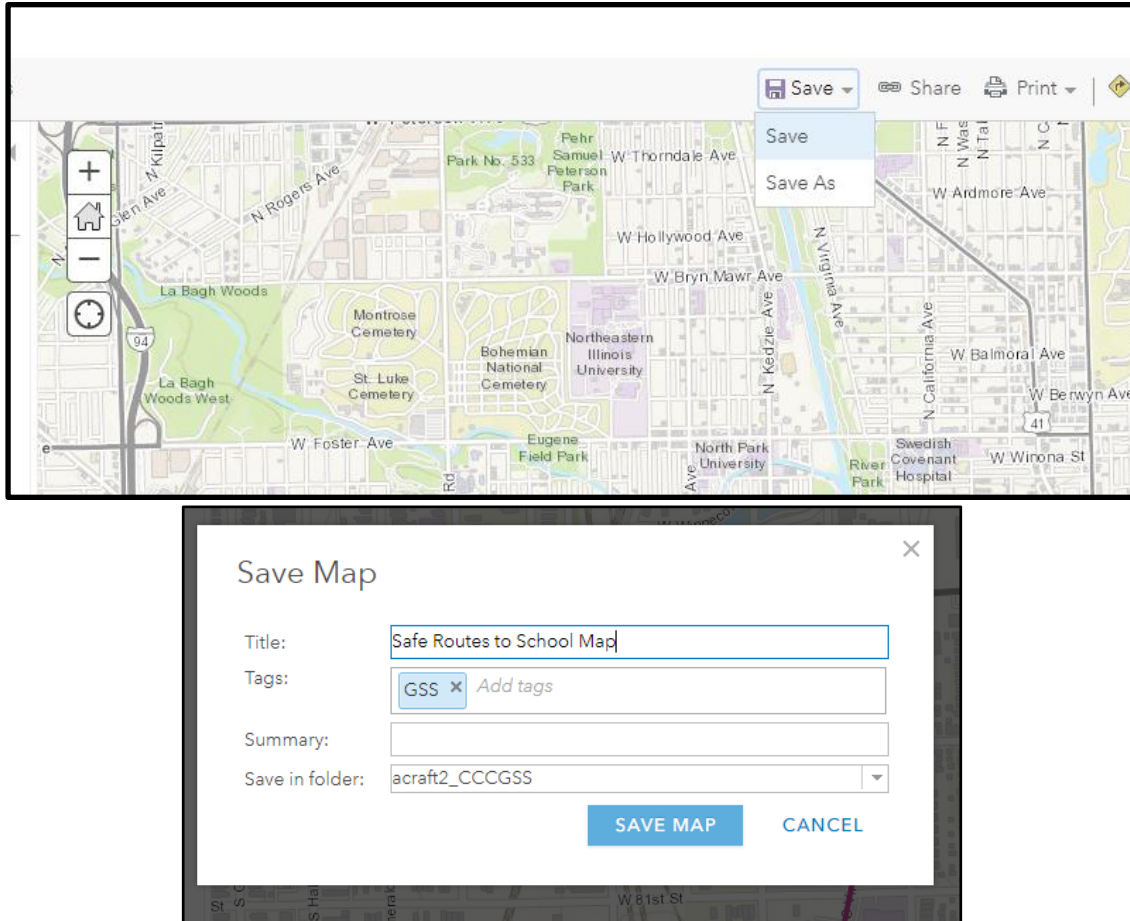 Save Share Print
Save
Save As
Pehr
Samuel
Peterson
Park
Park No. 533
W Thorndale Ave
N Rogers Ave
W Ardmore Ave
W Hollywood Ave
N Virginia Ave
W Bryn Mawr Ave
La Bagh Woods
Montrose
Cemetery
Northeastern
Illinois
University
N Kedzie Ave
N California Ave
94
Bohemian
National
Cemetery
W Balmoral Ave
La Bagh
Woods West
St. Luke
Cemetery
W Berwyn Ave
41
W Foster Ave
Eugene
Field Park
North Park
University
Swedish
Covenant
Hospital
River
Park
W Winona St
Rd
Ave
Save Map
Title: Safe Routes to School Map
Tags: GSS × Add tags
Summary:
Save in folder: acraft2_CCCGSS
SAVE MAP CANCEL
W 81st St
St